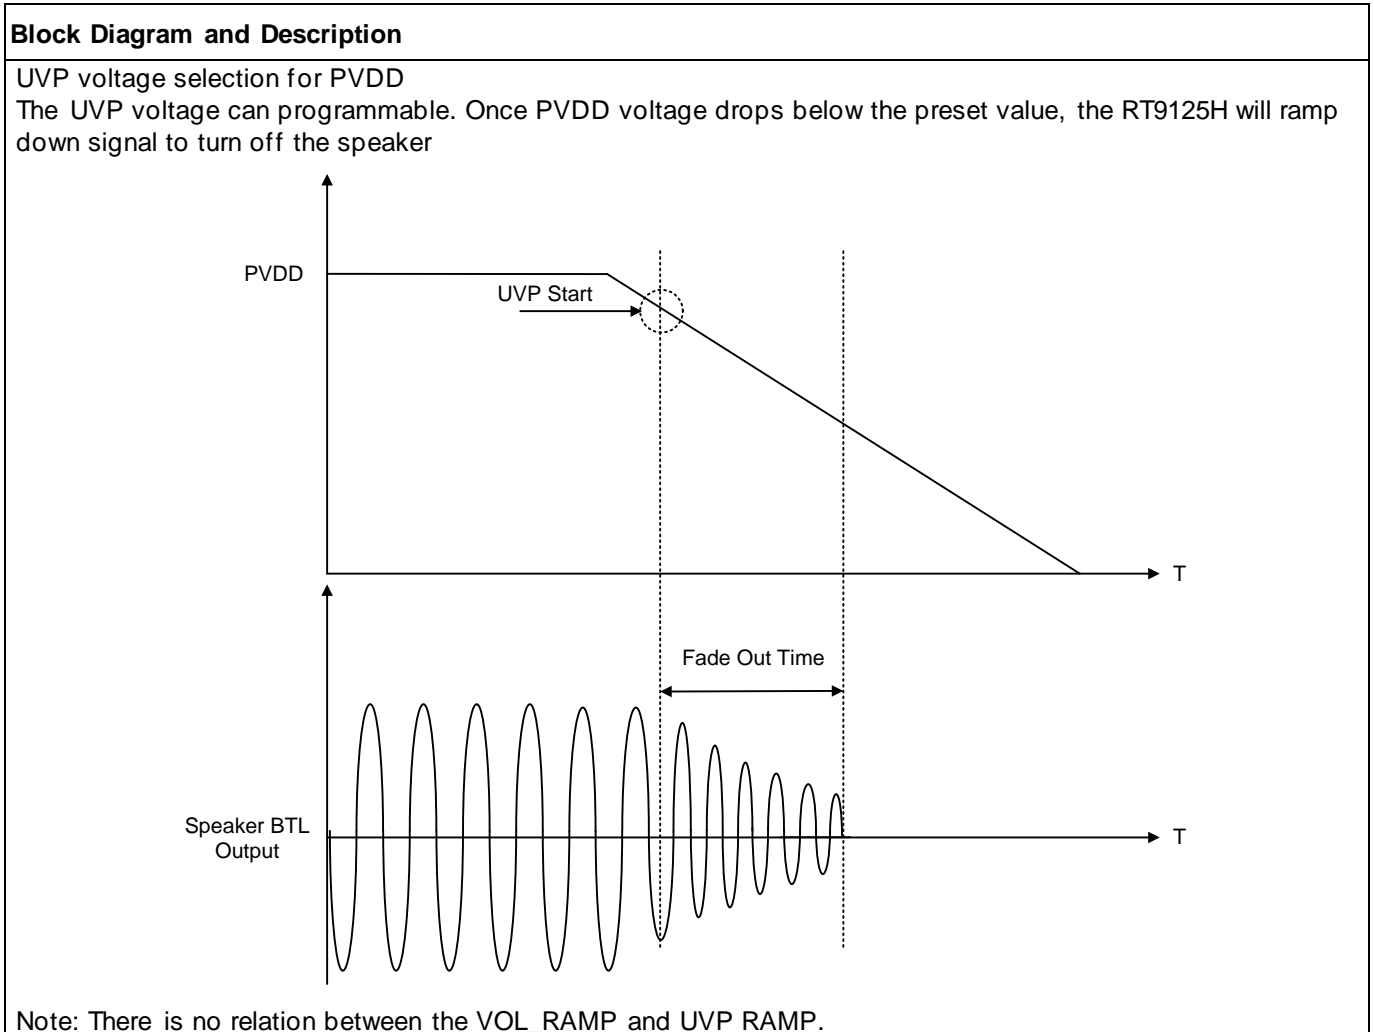 Block Diagram and Description
UVP voltage selection for PVDD
The UVP voltage can programmable. Once PVDD voltage drops below the preset value, the RT9125H will ramp
down signal to turn off the speaker
PVDD
UVP Start
T
Fade Out Time
Speaker BTL
Output
T
Note: There is no relation between the VOL_RAMP and UVP RAMP.